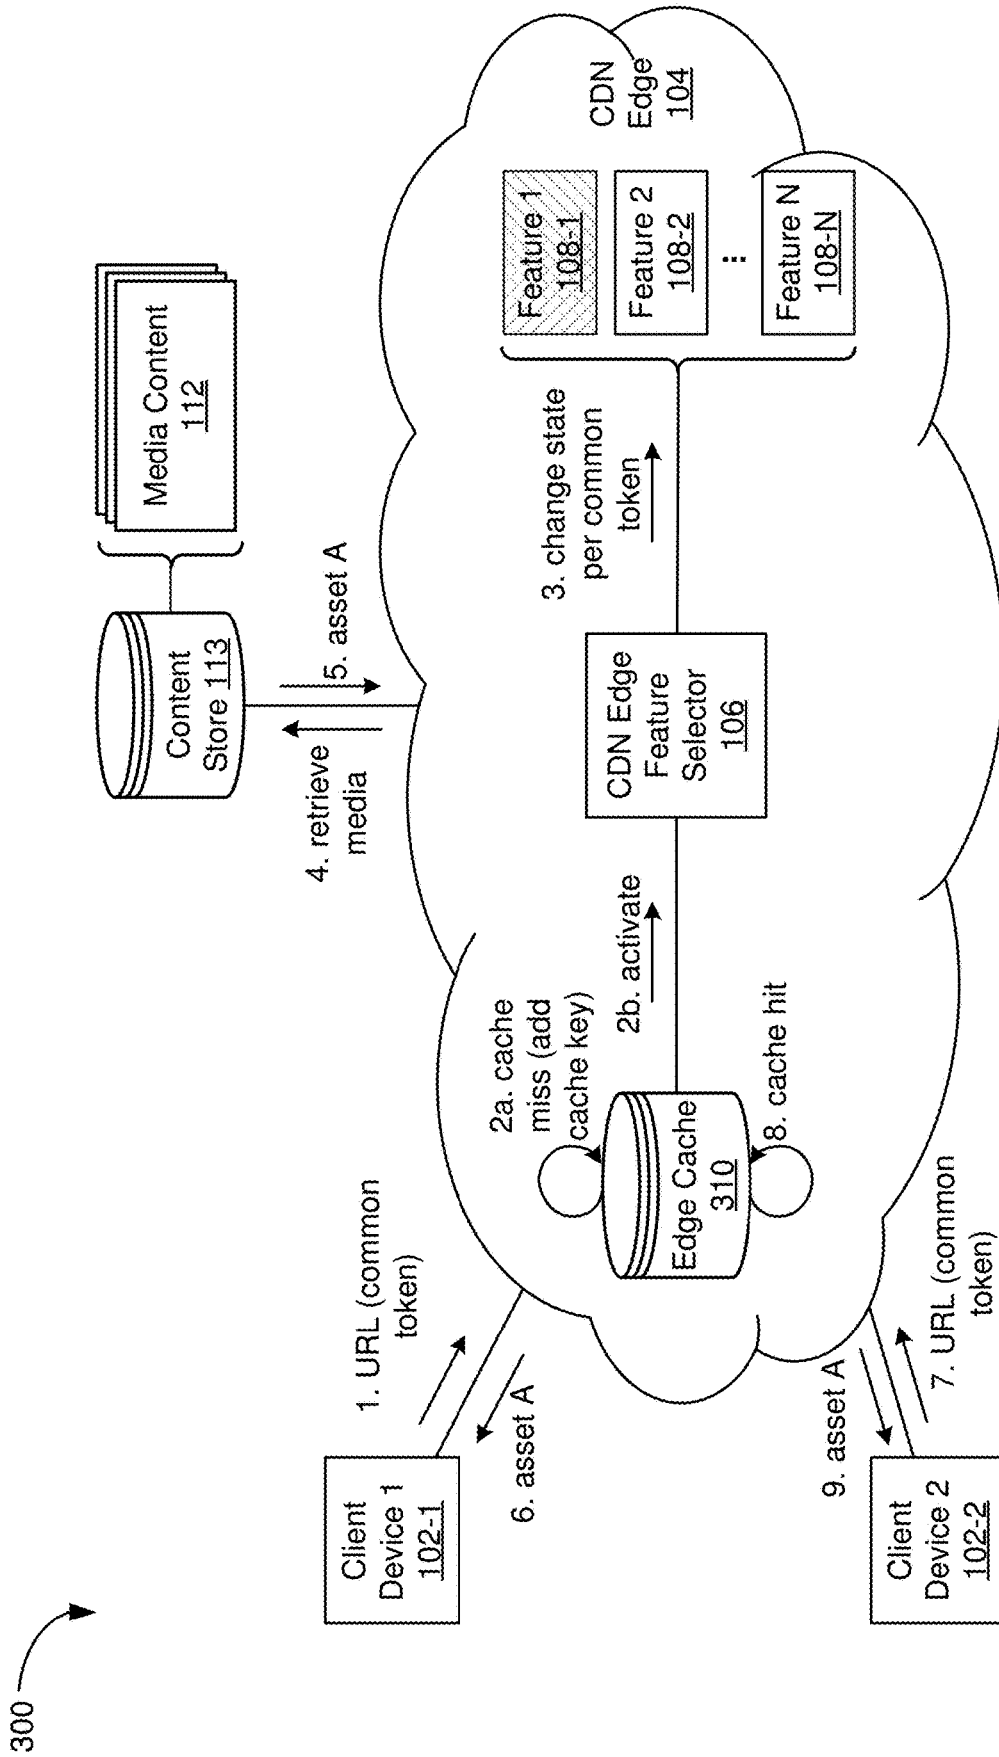 300
Client
Device 1
102-1
1. URL (common
token)
6. asset A
Client
Device 2
102-2
7. URL (common
token)
9. asset A
2a. cache
miss (add
cache key)
Edge Cache
310
8. cache hit
2b. activate
CDN Edge
Feature
Selector
106
3. change state
per common
token
4. retrieve
media
5. asset A
Content
Store 113
Media Content
112
Feature 1
108-1
Feature 2
108-2
...
Feature N
108-N
CDN
Edge
104